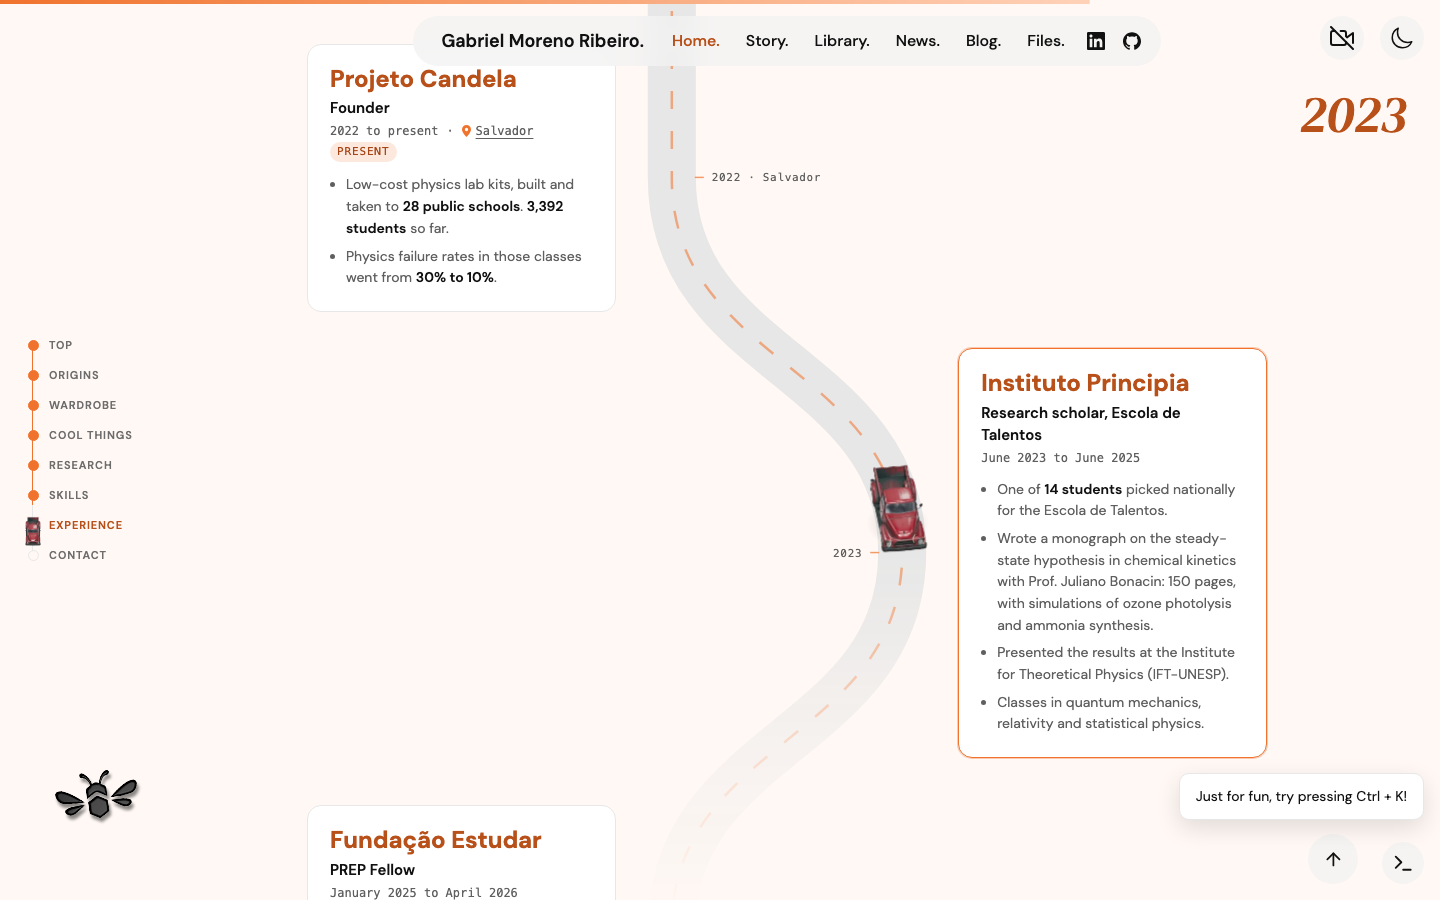 Gabriel Moreno Ribeiro.
Home.
Story.
Library.
News.
Blog.
Files.
2023
Projeto Candela
Founder
2022 to present · Salvador
PRESENT
Low-cost physics lab kits, built and
taken to 28 public schools. 3,392
students so far.
Physics failure rates in those classes
went from 30% to 10%.
2022 · Salvador
TOP
ORIGINS
WARDROBE
COOL THINGS
RESEARCH
SKILLS
EXPERIENCE
CONTACT
Instituto Principia
Research scholar, Escola de
Talentos
June 2023 to June 2025
One of 14 students picked nationally
for the Escola de Talentos.
Wrote a monograph on the steady-
state hypothesis in chemical kinetics
with Prof. Juliano Bonacin: 150 pages,
with simulations of ozone photolysis
and ammonia synthesis.
Presented the results at the Institute
for Theoretical Physics (IFT-UNESP).
Classes in quantum mechanics,
relativity and statistical physics.
2023
Fundação Estudar
PREP Fellow
January 2025 to April 2026
Just for fun, try pressing Ctrl + K!